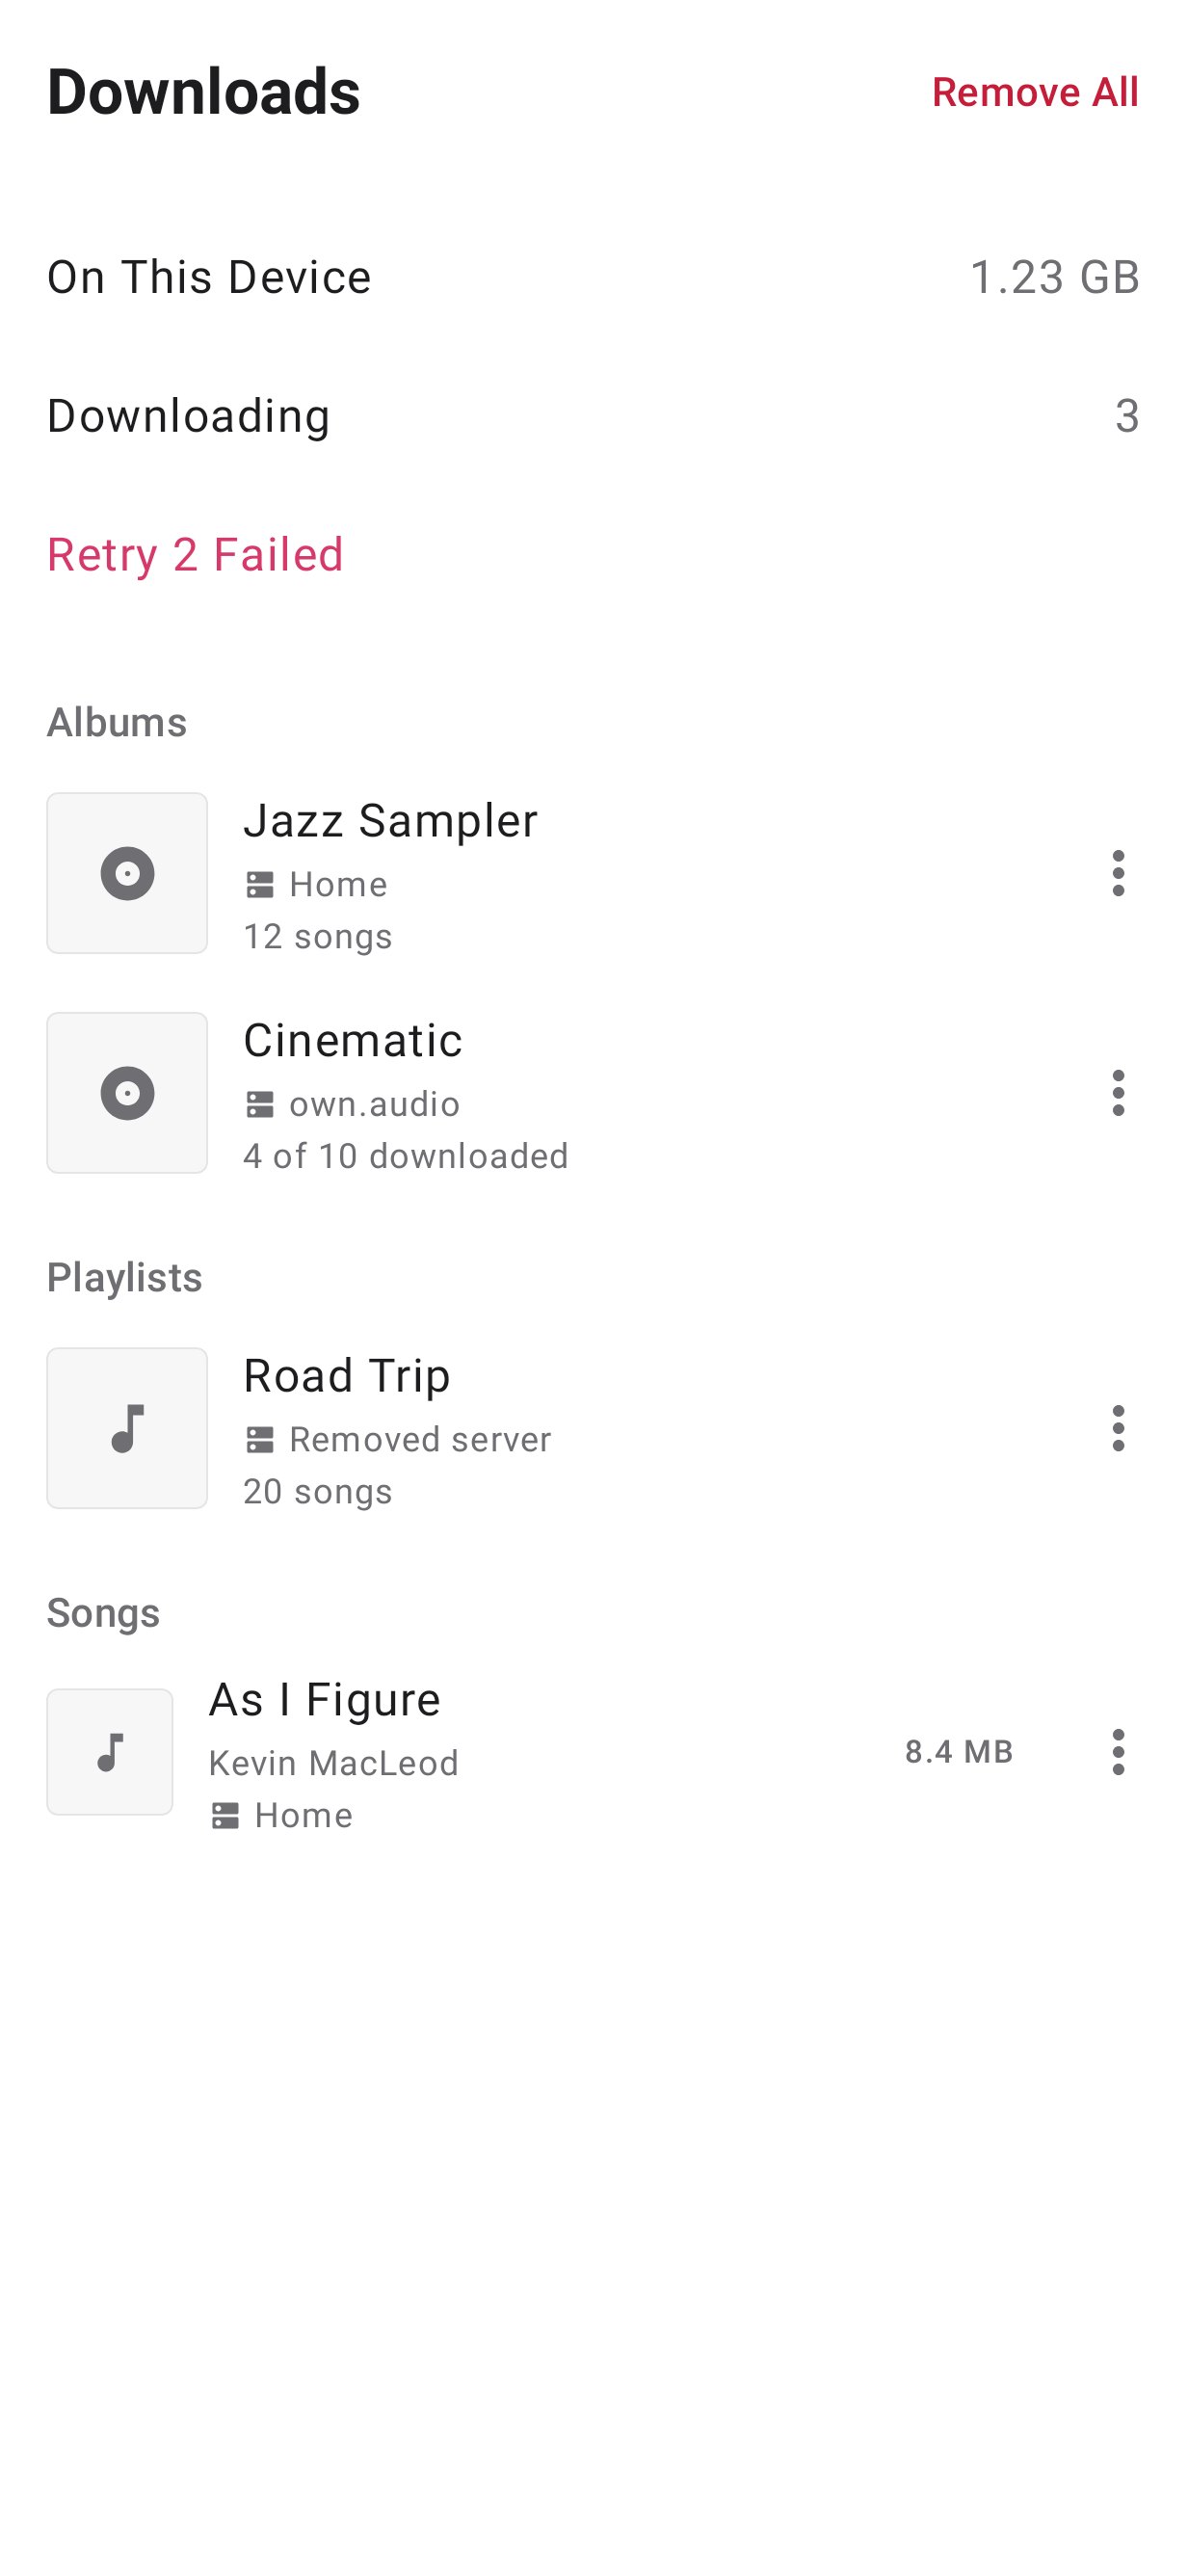 Downloads
Remove All
On This Device
1.23 GB
Downloading
3
Retry 2 Failed
Albums
Jazz Sampler
Home
12 songs
Cinematic
own.audio
4 of 10 downloaded
Playlists
Road Trip
Removed server
20 songs
Songs
As I Figure
Kevin MacLeod
Home
8.4 MB